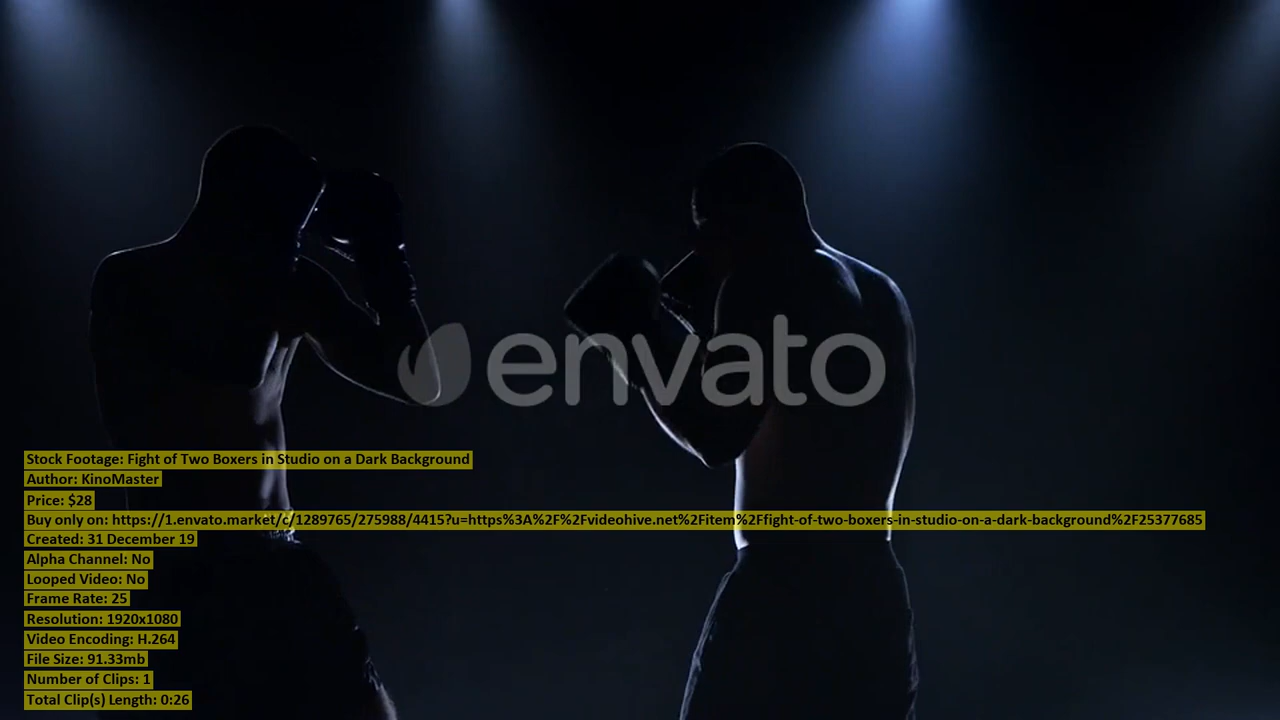 envato
Stock Footage: Fight of Two Boxers in Studio on a Dark Background
Author: KinoMaster
Price: $28
Buy only on: https://1.envato.market/c/1289765/275988/4415?u=https%3A%2F%2Fvideohive.net%2Fitem%2Ffight-of-two-boxers-in-studio-on-a-dark-background%2F25377685
Created: 31 December 19
Alpha Channel: No
Looped Video: No
Frame Rate: 25
Resolution: 1920x1080
Video Encoding: H.264
File Size: 91.33mb
Number of Clips: 1
Total Clip(s) Length: 0:26